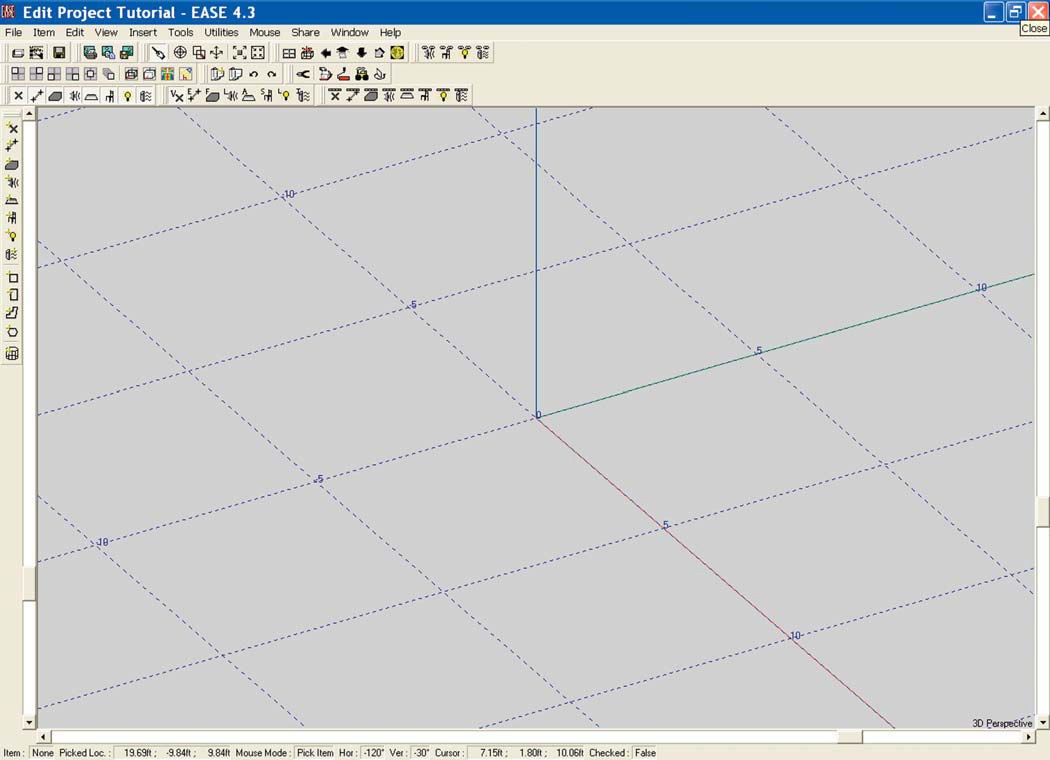 EASE Edit Project Tutorial - EASE 4.3
Close
File Item Edit View Insert Tools Utilities Mouse Share Window Help
10
10
5
5
0
5
5
10
10
3D Perspective
Item : None Picked Loc. : 19.69ft ; -9.84ft ; 9.84ft Mouse Mode : Pick Item Hor : -120° Ver : -30° Cursor : 7.15ft ; 1.80ft ; 10.06ft Checked : False